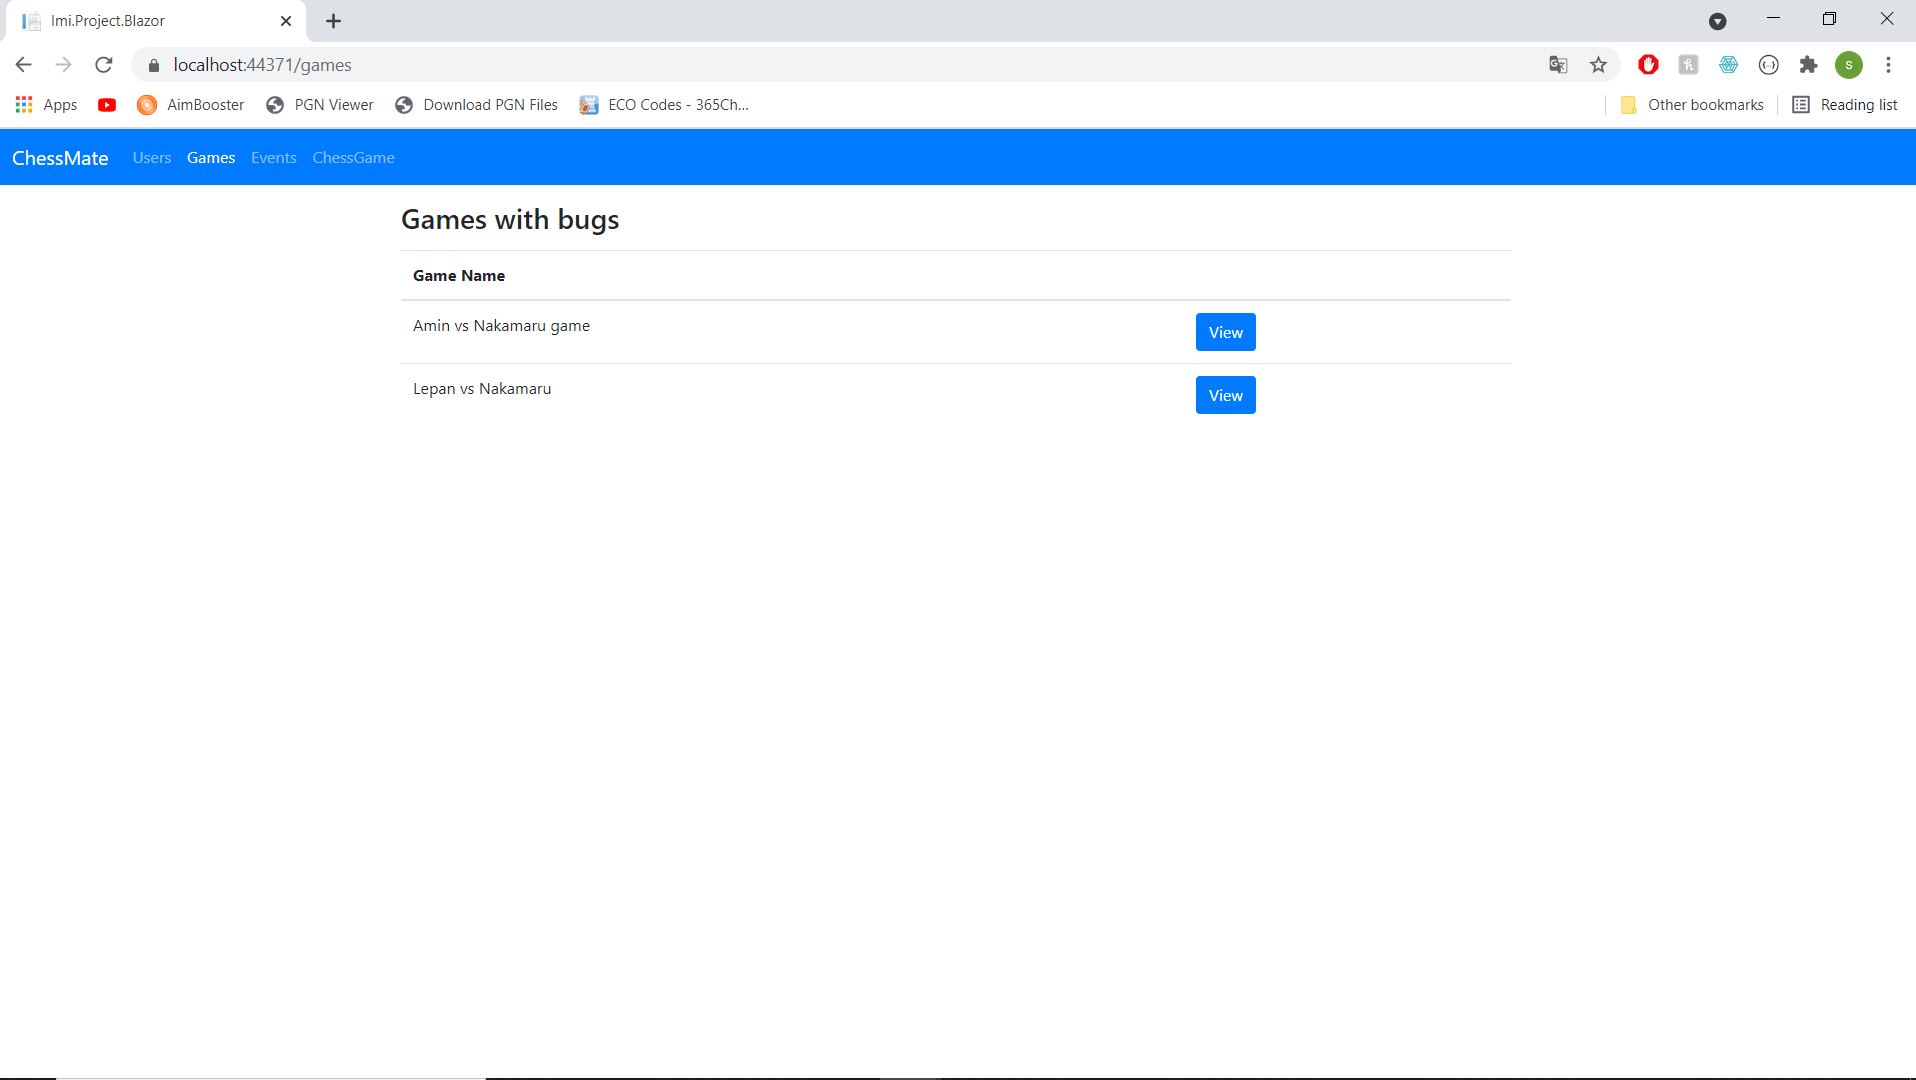 Imi.Project.Blazor
localhost:44371/games
Apps AimBooster PGN Viewer Download PGN Files ECO Codes - 365Ch... Other bookmarks Reading list
ChessMate Users Games Events ChessGame
Games with bugs
Game Name
Amin vs Nakamaru game View
Lepan vs Nakamaru View